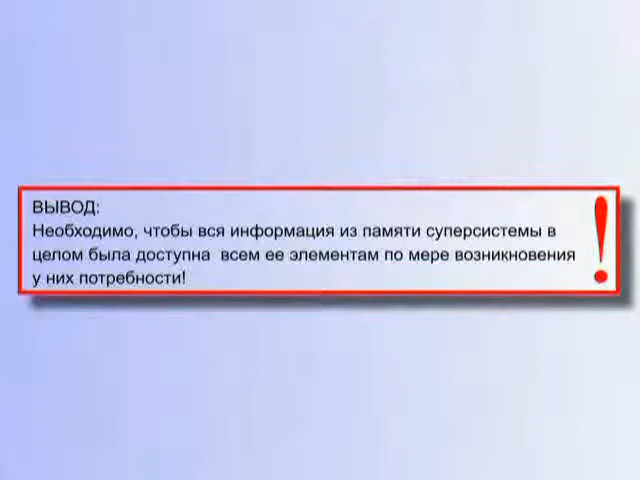 ВЫВОД:
Необходимо, чтобы вся информация из памяти суперсистемы в
целом была доступна всем ее элементам по мере возникновения
у них потребности!
!